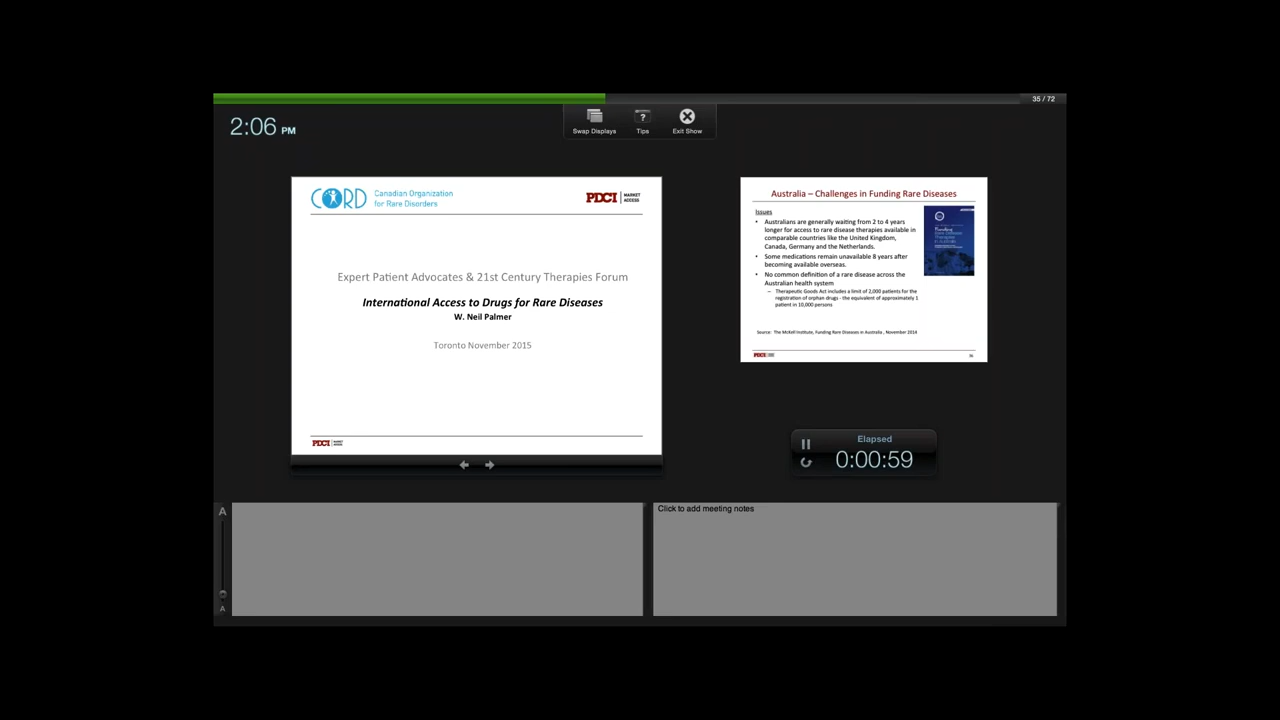 35 / 72
2:06 PM
Swap Displays
Tips
Exit Show
CORD Canadian Organization
for Rare Disorders
PDCI MARKET
ACCESS
Expert Patient Advocates & 21st Century Therapies Forum
International Access to Drugs for Rare Diseases
W. Neil Palmer
Toronto November 2015
PDCI MARKET
ACCESS
Australia – Challenges in Funding Rare Diseases
Issues
• Australians are generally waiting from 2 to 4 years
longer for access to rare disease therapies available in
comparable countries like the United Kingdom,
Canada, Germany and the Netherlands.
• Some medications remain unavailable 8 years after
becoming available overseas.
• No common definition of a rare disease across the
Australian health system
– Therapeutic Goods Act includes a limit of 2,000 patients for the
registration of orphan drugs - the equivalent of approximately 1
patient in 10,000 persons
Source: The McKell Institute, Funding Rare Diseases in Australia , November 2014
PDCI
Elapsed
0:00:59
A
A
Click to add meeting notes